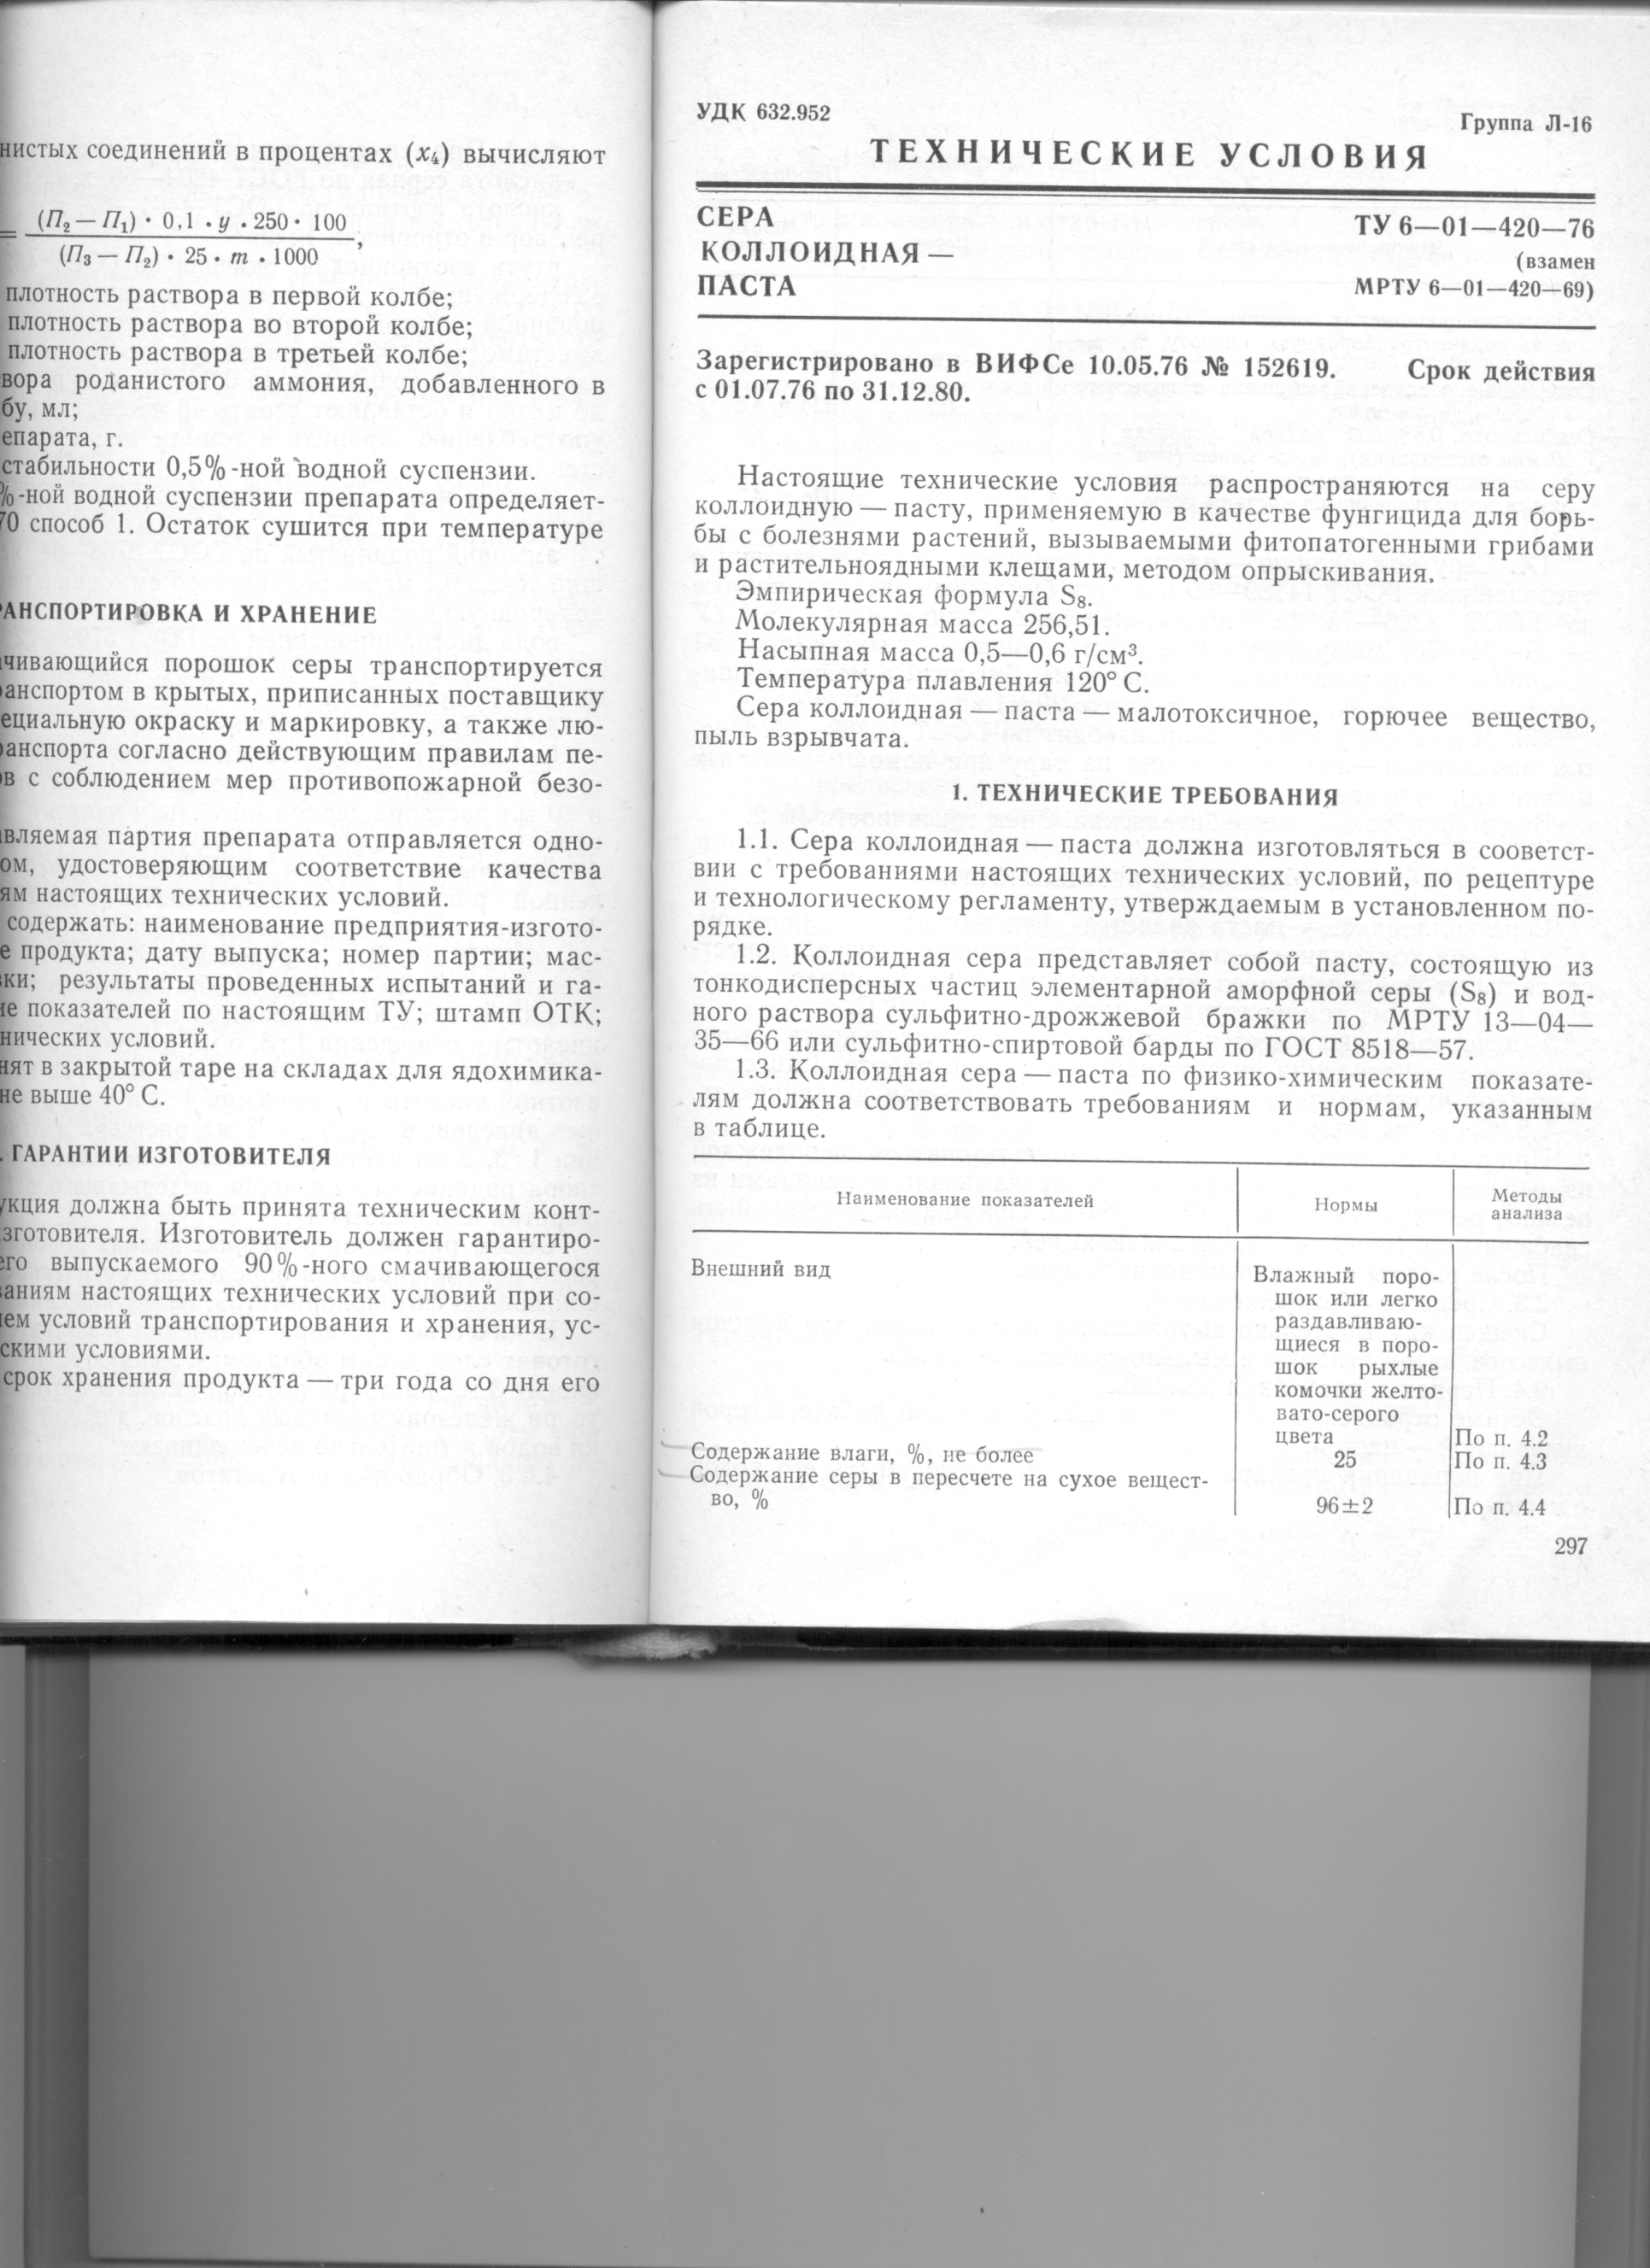 нистых соединений в процентах (x₄) вычисляют
= (П₂ — П₁) · 0,1 · y · 250 · 100
(П₃ — П₂) · 25 · m · 1000 ,
плотность раствора в первой колбе;
плотность раствора во второй колбе;
плотность раствора в третьей колбе;
вора роданистого аммония, добавленного в
бу, мл;
епарата, г.
стабильности 0,5%-ной водной суспензии.
%-ной водной суспензии препарата определяет-
70 способ 1. Остаток сушится при температуре
АНСПОРТИРОВКА И ХРАНЕНИЕ
чивающийся порошок серы транспортируется
анспортом в крытых, приписанных поставщику
ециальную окраску и маркировку, а также лю-
анспорта согласно действующим правилам пе-
в с соблюдением мер противопожарной безо-
вляемая партия препарата отправляется одно-
ом, удостоверяющим соответствие качества
ям настоящих технических условий.
содержать: наименование предприятия-изгото-
е продукта; дату выпуска; номер партии; мас-
ки; результаты проведенных испытаний и га-
ие показателей по настоящим ТУ; штамп ОТК;
нических условий.
нят в закрытой таре на складах для ядохимика-
не выше 40° С.
. ГАРАНТИИ ИЗГОТОВИТЕЛЯ
укция должна быть принята техническим конт-
зготовителя. Изготовитель должен гарантиро-
его выпускаемого 90%-ного смачивающегося
аниям настоящих технических условий при со-
ем условий транспортирования и хранения, ус-
скими условиями.
срок хранения продукта — три года со дня его
УДК 632.952
Группа Л-16
ТЕХНИЧЕСКИЕ УСЛОВИЯ
СЕРА
КОЛЛОИДНАЯ —
ПАСТА
ТУ 6—01—420—76
(взамен
МРТУ 6—01—420—69)
Зарегистрировано в ВИФСе 10.05.76 № 152619. Срок действия
с 01.07.76 по 31.12.80.
Настоящие технические условия распространяются на серу
коллоидную — пасту, применяемую в качестве фунгицида для борь-
бы с болезнями растений, вызываемыми фитопатогенными грибами
и растительноядными клещами, методом опрыскивания.
Эмпирическая формула S₈.
Молекулярная масса 256,51.
Насыпная масса 0,5—0,6 г/см³.
Температура плавления 120° С.
Сера коллоидная — паста — малотоксичное, горючее вещество,
пыль взрывчата.
1. ТЕХНИЧЕСКИЕ ТРЕБОВАНИЯ
1.1. Сера коллоидная — паста должна изготовляться в сооветст-
вии с требованиями настоящих технических условий, по рецептуре
и технологическому регламенту, утверждаемым в установленном по-
рядке.
1.2. Коллоидная сера представляет собой пасту, состоящую из
тонкодисперсных частиц элементарной аморфной серы (S₈) и вод-
ного раствора сульфитно-дрожжевой бражки по МРТУ 13—04—
35—66 или сульфитно-спиртовой барды по ГОСТ 8518—57.
1.3. Коллоидная сера — паста по физико-химическим показате-
лям должна соответствовать требованиям и нормам, указанным
в таблице.
Наименование показателей
Нормы
Методы
анализа
Внешний вид
Влажный поро-
шок или легко
раздавливаю-
щиеся в поро-
шок рыхлые
комочки желто-
вато-серого
цвета
По п. 4.2
Содержание влаги, %, не более
25
По п. 4.3
Содержание серы в пересчете на сухое вещест-
во, %
96±2
По п. 4.4
297